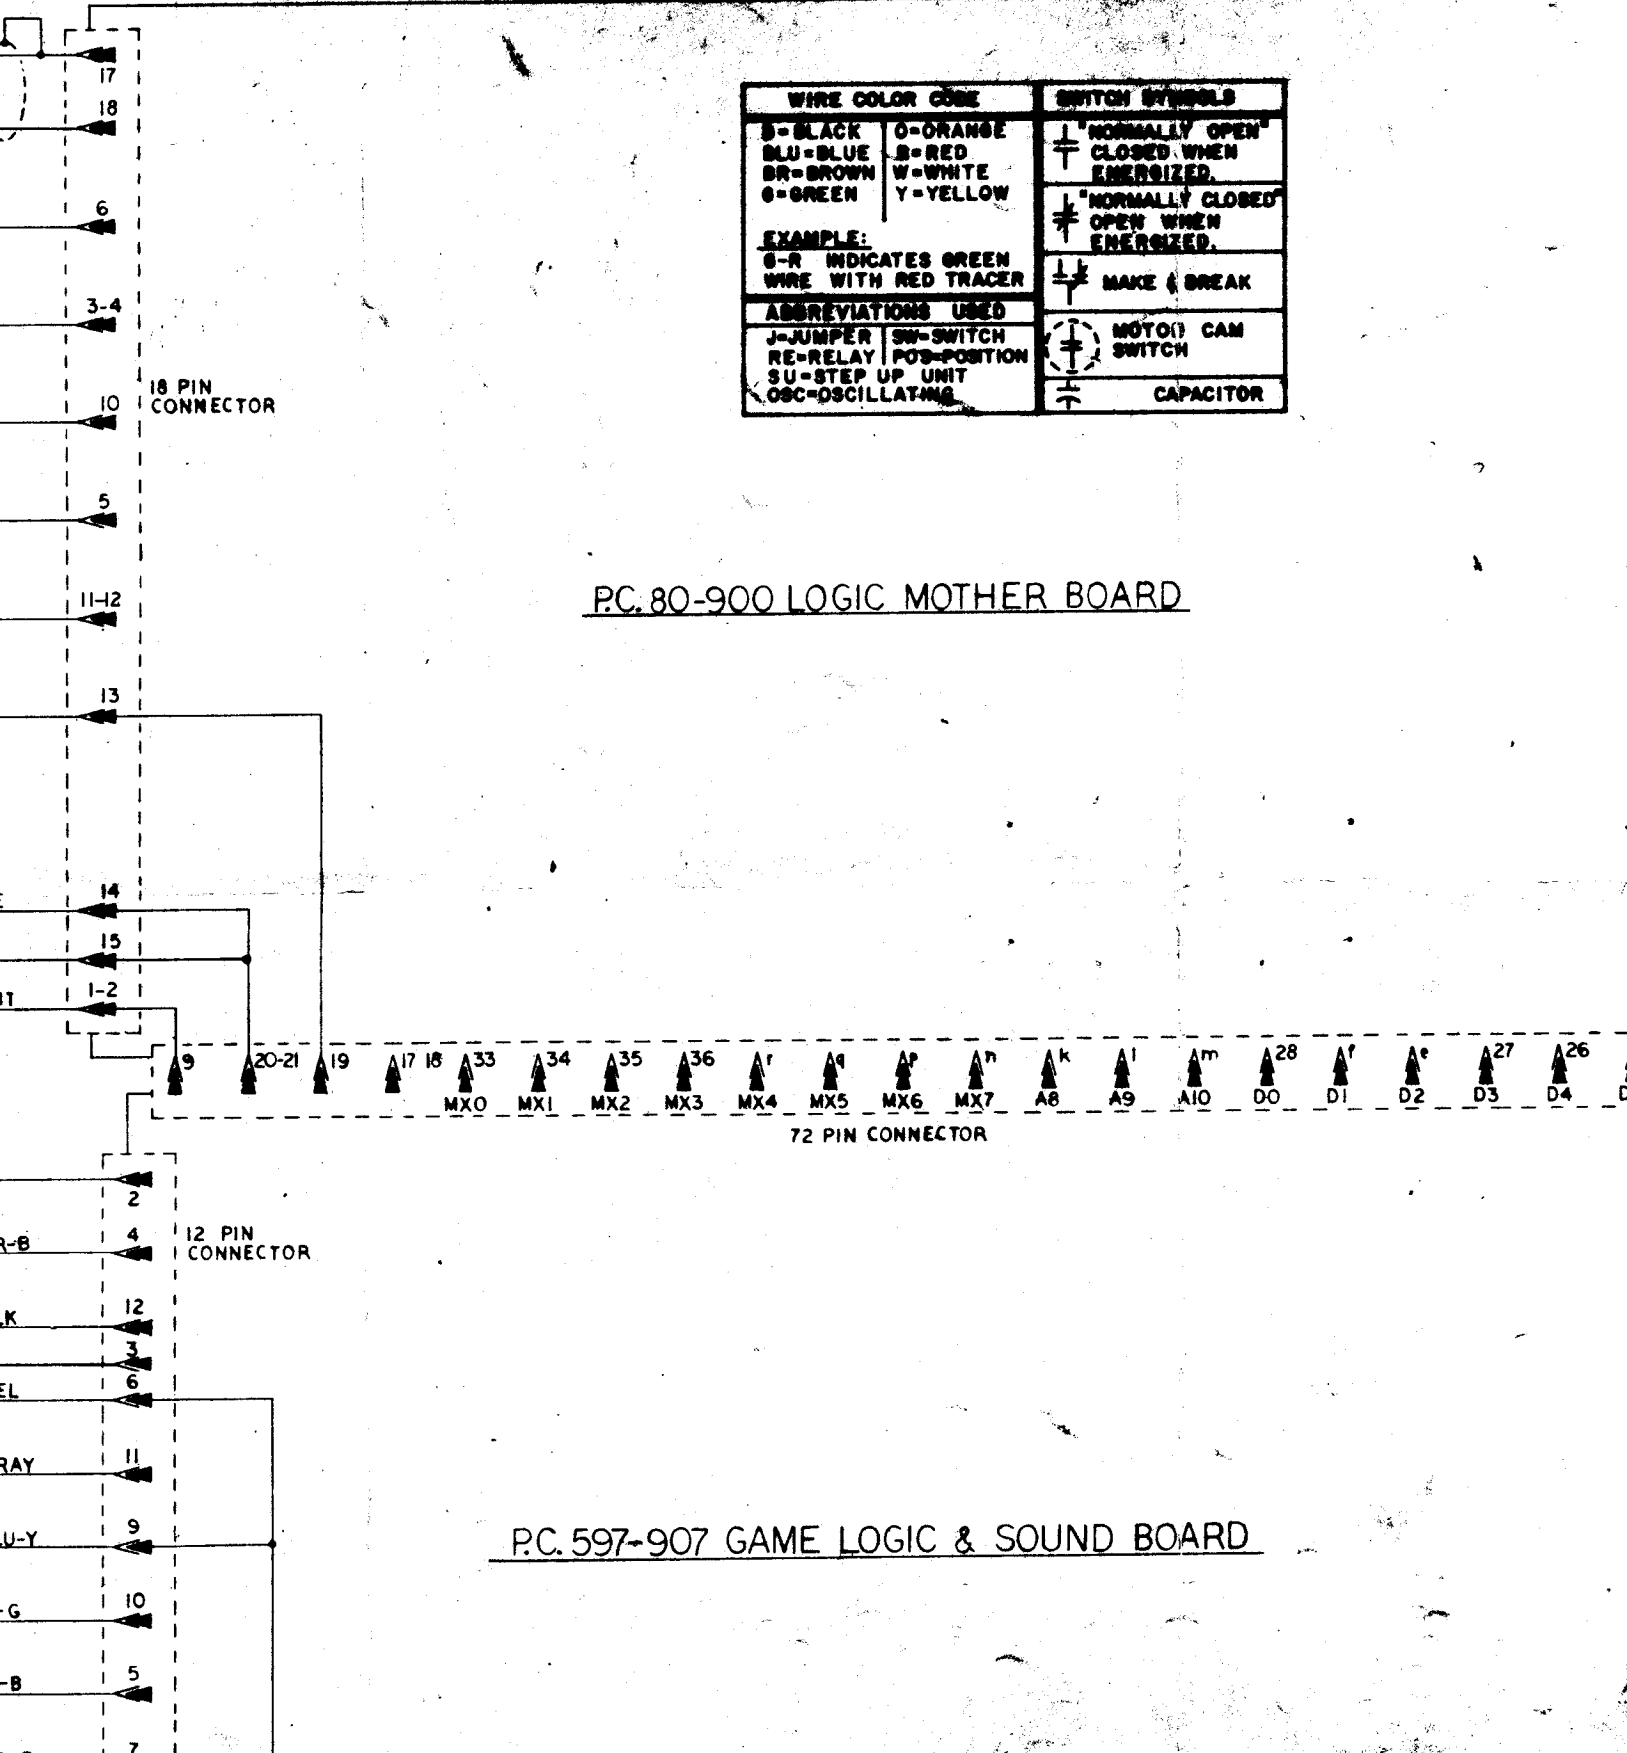 17
18
6
3-4
18 PIN
CONNECTOR
10
5
11-12
13
14
15
1-2
WIRE COLOR CODE
B=BLACK
BLU=BLUE
BR=BROWN
G=GREEN
O=ORANGE
R=RED
W=WHITE
Y=YELLOW
EXAMPLE:
G-R INDICATES GREEN
WIRE WITH RED TRACER
ABBREVIATIONS USED
J=JUMPER
RE=RELAY
SW=SWITCH
POS=POSITION
SU=STEP UP UNIT
OSC=OSCILLATING
SWITCH SYMBOLS
"NORMALLY OPEN"
CLOSED WHEN
ENERGIZED.
"NORMALLY CLOSED"
OPEN WHEN
ENERGIZED.
MAKE & BREAK
MOTOR CAM
SWITCH
CAPACITOR
P.C. 80-900 LOGIC MOTHER BOARD
9 20-21 19 17 18 33 34 35 36 r q p n k l m 28 f e 27 26
MX0 MX1 MX2 MX3 MX4 MX5 MX6 MX7 A8 A9 A10 D0 D1 D2 D3 D4
72 PIN CONNECTOR
2
R-B 4
12 PIN
CONNECTOR
LK 12
3
EL 6
RAY 11
LU-Y 9
-G 10
-B 5
7
P.C. 597-907 GAME LOGIC & SOUND BOARD